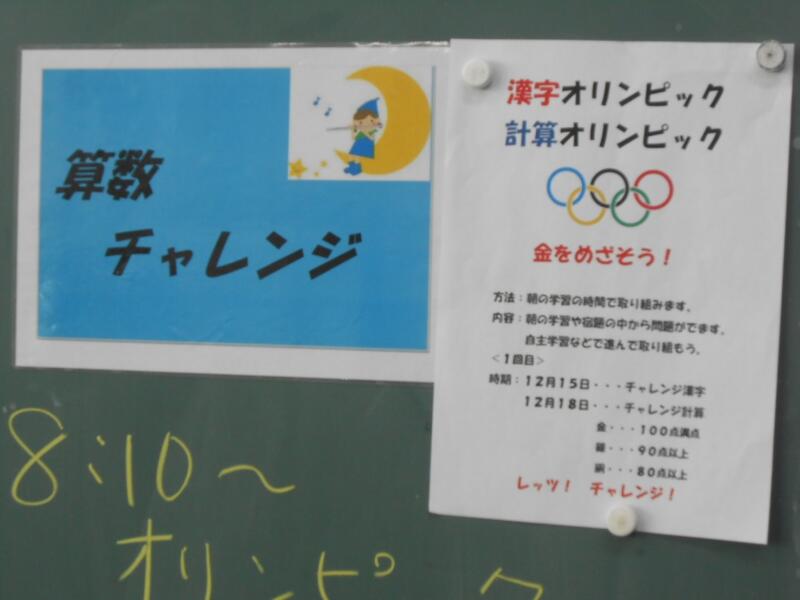 算数
チャレンジ
漢字オリンピック
計算オリンピック
金をめざそう！
方法：朝の学習の時間で取り組みます。
内容：朝の学習や宿題の中から問題がでます。
自主学習などで進んで取り組もう。
＜１回目＞
時期：１２月１５日・・・チャレンジ漢字
１２月１８日・・・チャレンジ計算
金・・・１００点満点
銀・・・９０点以上
銅・・・８０点以上
レッツ！ チャレンジ！
8:10～
オリンピック